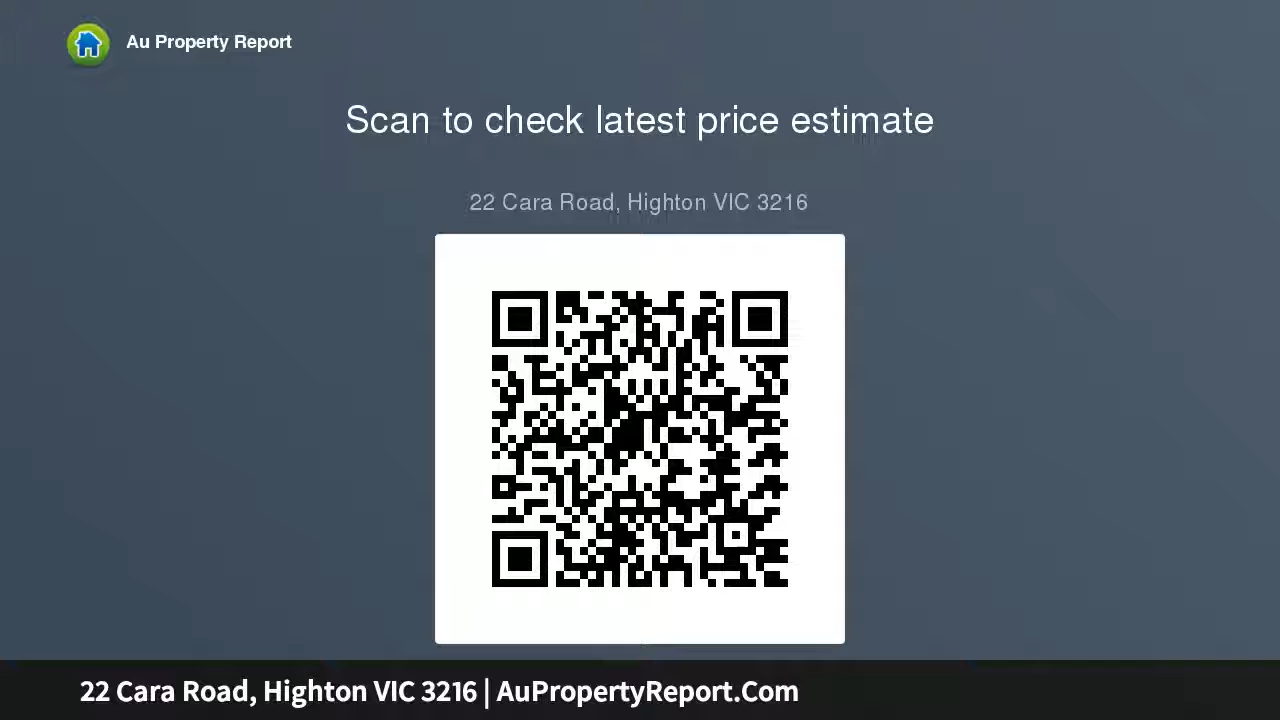 Au Property Report
Scan to check latest price estimate
22 Cara Road, Highton VIC 3216
22 Cara Road, Highton VIC 3216 | AuPropertyReport.Com